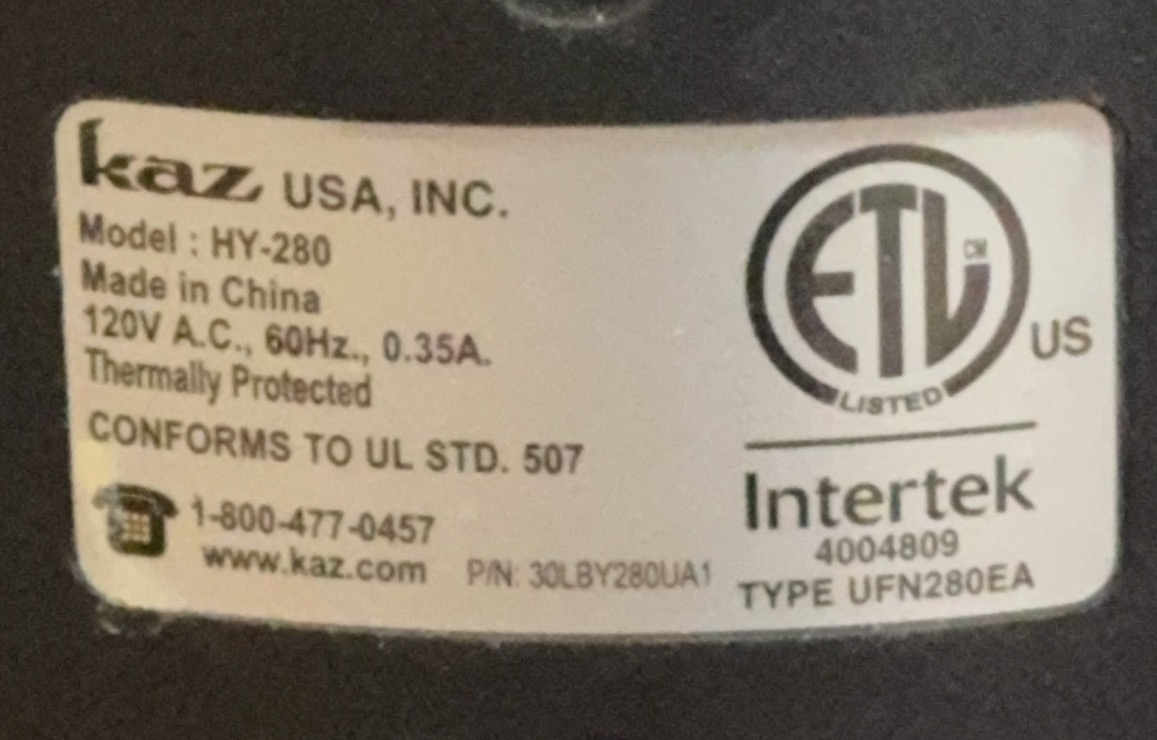 kaz USA, INC.
Model : HY-280
Made in China
120V A.C., 60Hz., 0.35A.
Thermally Protected
CONFORMS TO UL STD. 507
1-800-477-0457
www.kaz.com
P/N: 30LBY280UA1
ETL CM
LISTED
US
Intertek
4004809
TYPE UFN280EA